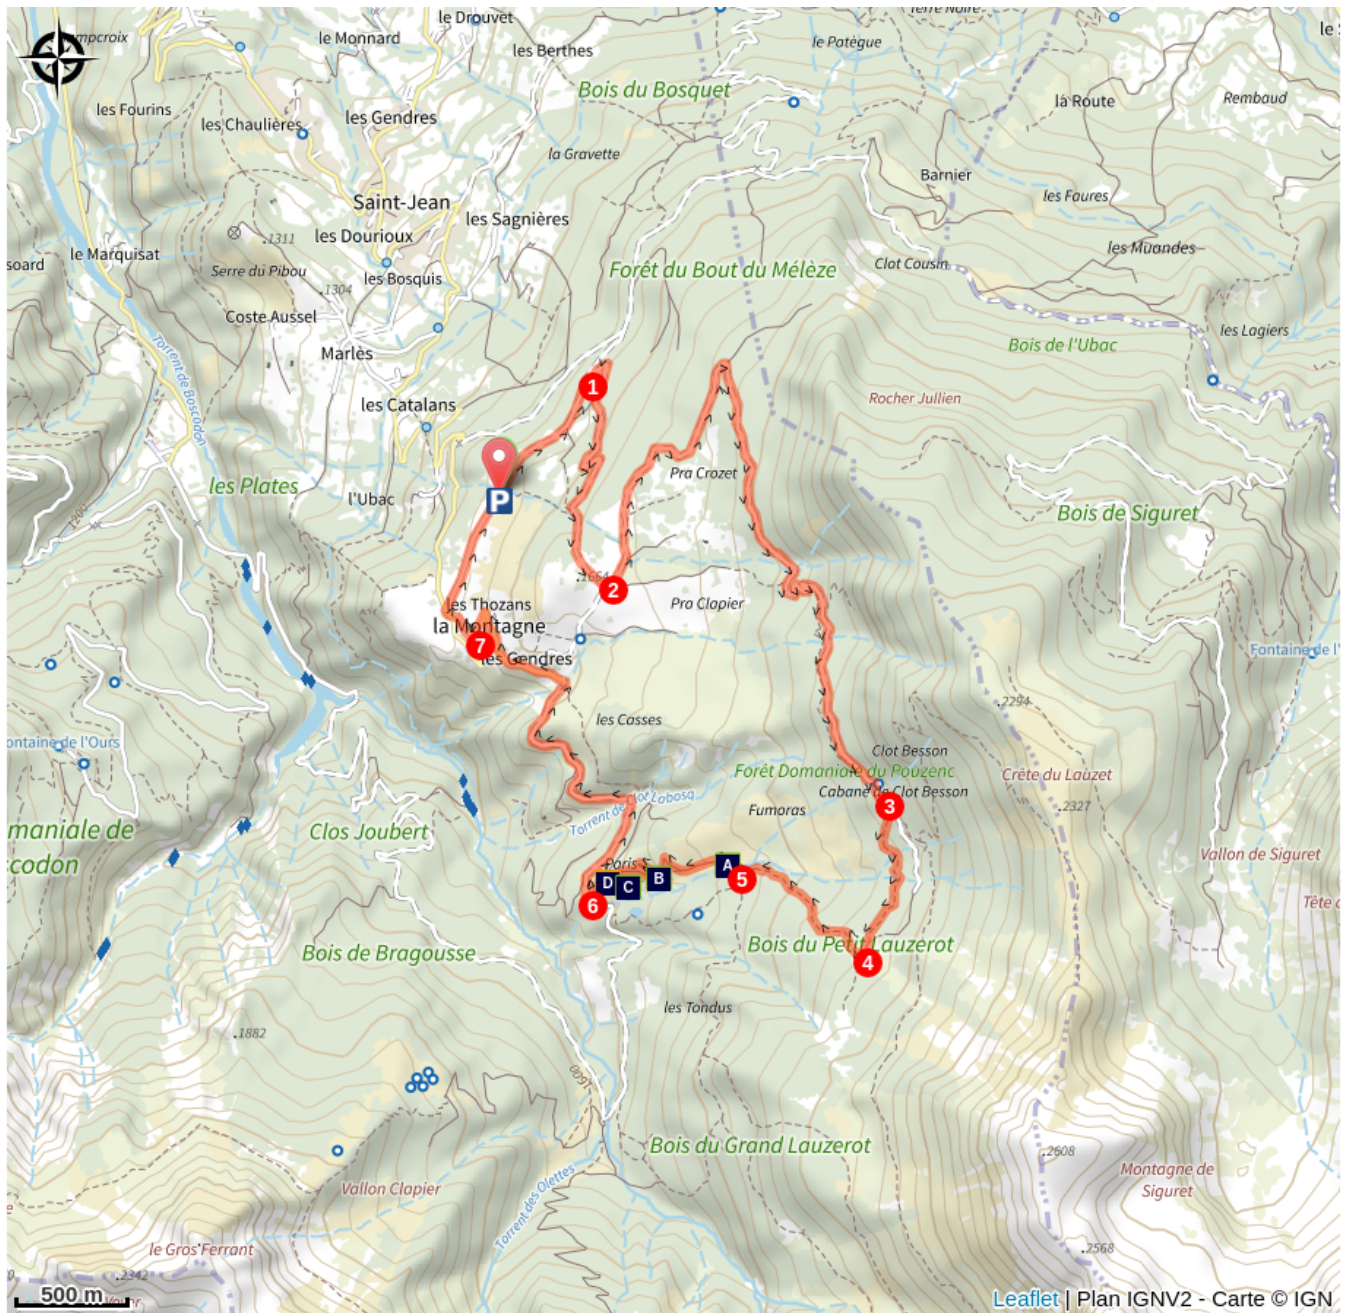 le Drouvet
Terre Noire
le Monnard
les Berthes
le Patègue
Bois du Bosquet
la Route
Rembaud
les Fourins
les Chaulières
les Gendres
la Gravette
Barnier
les Faures
Saint-Jean
les Sagnières
.1311
les Dourioux
le Marquisat
les Muandes
Serre du Pibou
les Bosquis
Forêt du Bout du Mélèze
Clot Cousin
.1304
Coste Aussel
les Lagiers
Marlès
Bois de l'Ubac
Torrent de Boscodon
1
les Catalans
Rocher Jullien
Pra Crozet
les Plates
l'Ubac
P
1200
Bois de Siguret
2
les Thozans
Pra Clapier
la Montagne
7
les Gendres
Fontaine de l'
.2294
les Casses
ontaine de l'Ours
Clot Besson
Forêt Domaniale du Pouzenc
Crête du Lauzet
Cabane de Clot Besson
Torrent de Clot Labosq
3
.2327
Fumoras
maniale de
Clos Joubert
scodon
Vallon de Siguret
Paris
A
B
5
D
C
6
Bois du Petit Lauzerot
Bois de Bragousse
4
les Tondus
.1882
1600
Bois du Grand Lauzerot
.2608
Montagne de
Siguret
Vallon Clapier
Torrent des Olettes
le Gros Ferrant
.2568
.2342
500 m
Leaflet | Plan IGNV2 - Carte © IGN